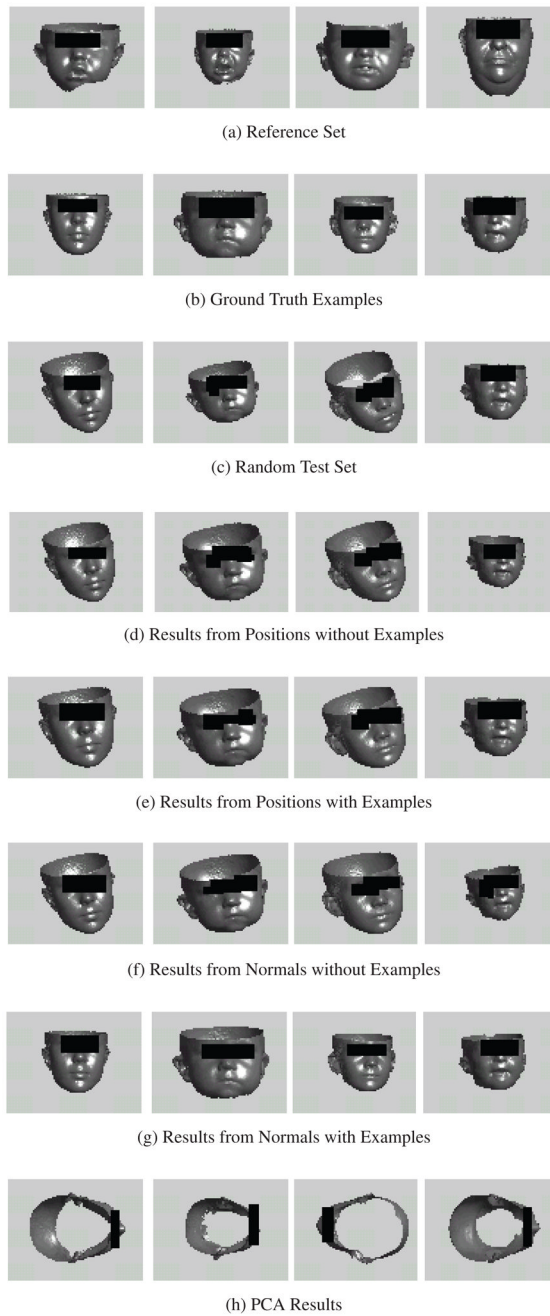 (a) Reference Set
(b) Ground Truth Examples
(c) Random Test Set
(d) Results from Positions without Examples
(e) Results from Positions with Examples
(f) Results from Normals without Examples
(g) Results from Normals with Examples
(h) PCA Results